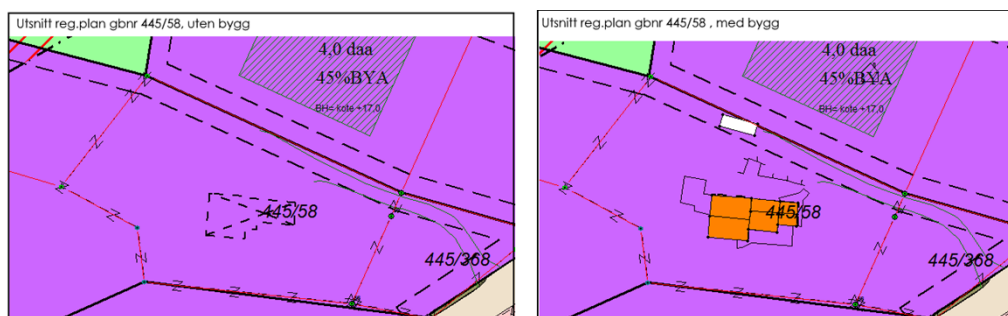 Utsnitt reg.plan gbnr 445/58, uten bygg
4,0 daa
45%BYA
BH= kote +17,0
445/58
445/368
Utsnitt reg.plan gbnr 445/58 , med bygg
4,0 daa
45%BYA
BH= kote +17,0
445/58
445/368